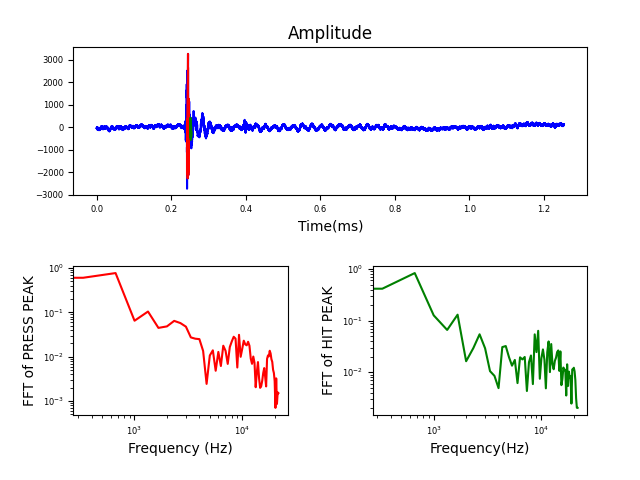 Amplitude
3000
2000
1000
0
−1000
−2000
−3000
0.0 0.2 0.4 0.6 0.8 1.0 1.2
Time(ms)
FFT of PRESS PEAK
10⁰
10⁻¹
10⁻²
10⁻³
10³ 10⁴
Frequency (Hz)
FFT of HIT PEAK
10⁰
10⁻¹
10⁻²
10³ 10⁴
Frequency(Hz)